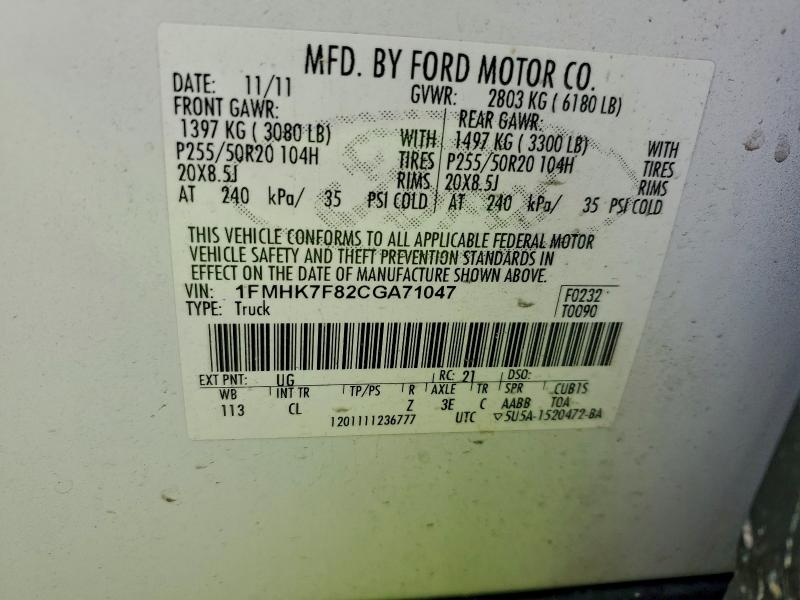 MFD. BY FORD MOTOR CO.
DATE: 11/11 GVWR: 2803 KG ( 6180 LB)
FRONT GAWR: REAR GAWR:
1397 KG ( 3080 LB) WITH 1497 KG ( 3300 LB) WITH
P255/50R20 104H TIRES P255/50R20 104H TIRES
20X8.5J RIMS 20X8.5J RIMS
AT 240 kPa/ 35 PSI COLD AT 240 kPa/ 35 PSI COLD
THIS VEHICLE CONFORMS TO ALL APPLICABLE FEDERAL MOTOR
VEHICLE SAFETY AND THEFT PREVENTION STANDARDS IN
EFFECT ON THE DATE OF MANUFACTURE SHOWN ABOVE.
VIN: 1FMHK7F82CGA71047 F0232
TYPE: Truck T0090
EXT PNT: UG RC: 21 DSO:
WB INT TR TP/PS R AXLE TR SPR CUB1S
113 CL Z 3E C AABB TOA
1201111236777 UTC ▽5U5A-1520472-BA